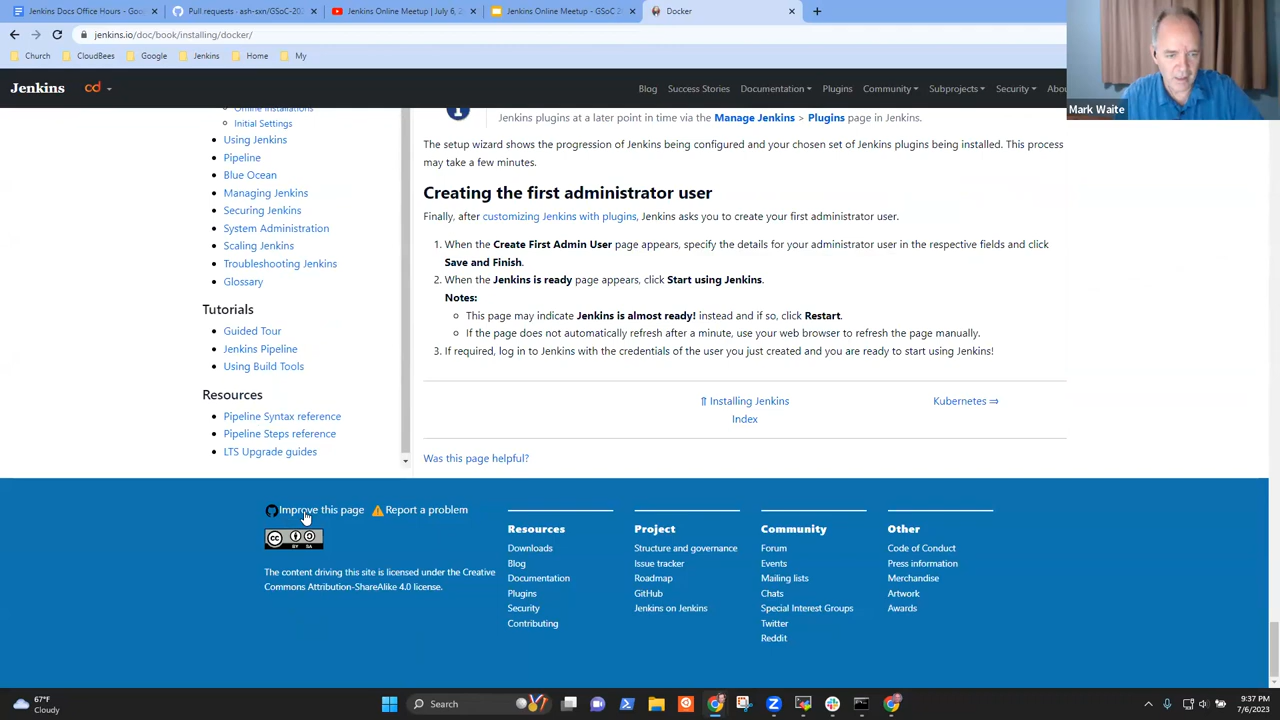 Jenkins Docs Office Hours - Goo
Pull requests · ash-sxn/GSoC-2
Jenkins Online Meetup | July 6, 2
Jenkins Online Meetup - GSoC 2
Docker
jenkins.io/doc/book/installing/docker/
Church
CloudBees
Google
Jenkins
Home
My
Jenkins
cd
Blog
Success Stories
Documentation
Plugins
Community
Subprojects
Security
Abou
Mark Waite
Online Installations
Initial Settings
Using Jenkins
Pipeline
Blue Ocean
Managing Jenkins
Securing Jenkins
System Administration
Scaling Jenkins
Troubleshooting Jenkins
Glossary
Tutorials
Guided Tour
Jenkins Pipeline
Using Build Tools
Resources
Pipeline Syntax reference
Pipeline Steps reference
LTS Upgrade guides
Jenkins plugins at a later point in time via the Manage Jenkins > Plugins page in Jenkins.
The setup wizard shows the progression of Jenkins being configured and your chosen set of Jenkins plugins being installed. This process
may take a few minutes.
Creating the first administrator user
Finally, after customizing Jenkins with plugins, Jenkins asks you to create your first administrator user.
1. When the Create First Admin User page appears, specify the details for your administrator user in the respective fields and click
Save and Finish.
2. When the Jenkins is ready page appears, click Start using Jenkins.
Notes:
This page may indicate Jenkins is almost ready! instead and if so, click Restart.
If the page does not automatically refresh after a minute, use your web browser to refresh the page manually.
3. If required, log in to Jenkins with the credentials of the user you just created and you are ready to start using Jenkins!
⇑ Installing Jenkins
Index
Kubernetes ⇒
Was this page helpful?
Improve this page
Report a problem
CC BY SA
The content driving this site is licensed under the Creative
Commons Attribution-ShareAlike 4.0 license.
Resources
Downloads
Blog
Documentation
Plugins
Security
Contributing
Project
Structure and governance
Issue tracker
Roadmap
GitHub
Jenkins on Jenkins
Community
Forum
Events
Mailing lists
Chats
Special Interest Groups
Twitter
Reddit
Other
Code of Conduct
Press information
Merchandise
Artwork
Awards
67°F
Cloudy
Search
9:37 PM
7/6/2023